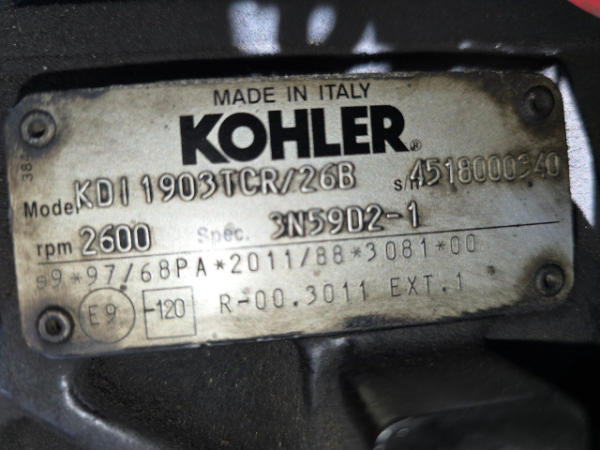 MADE IN ITALY
KOHLER®
Model KDI 1903TCR/26B s/n 4518000340
rpm 2600 Spec. 3N59D2-1
s9*97/68PA*2011/88*3081*00
E9 -120 R-00.3011 EXT.1